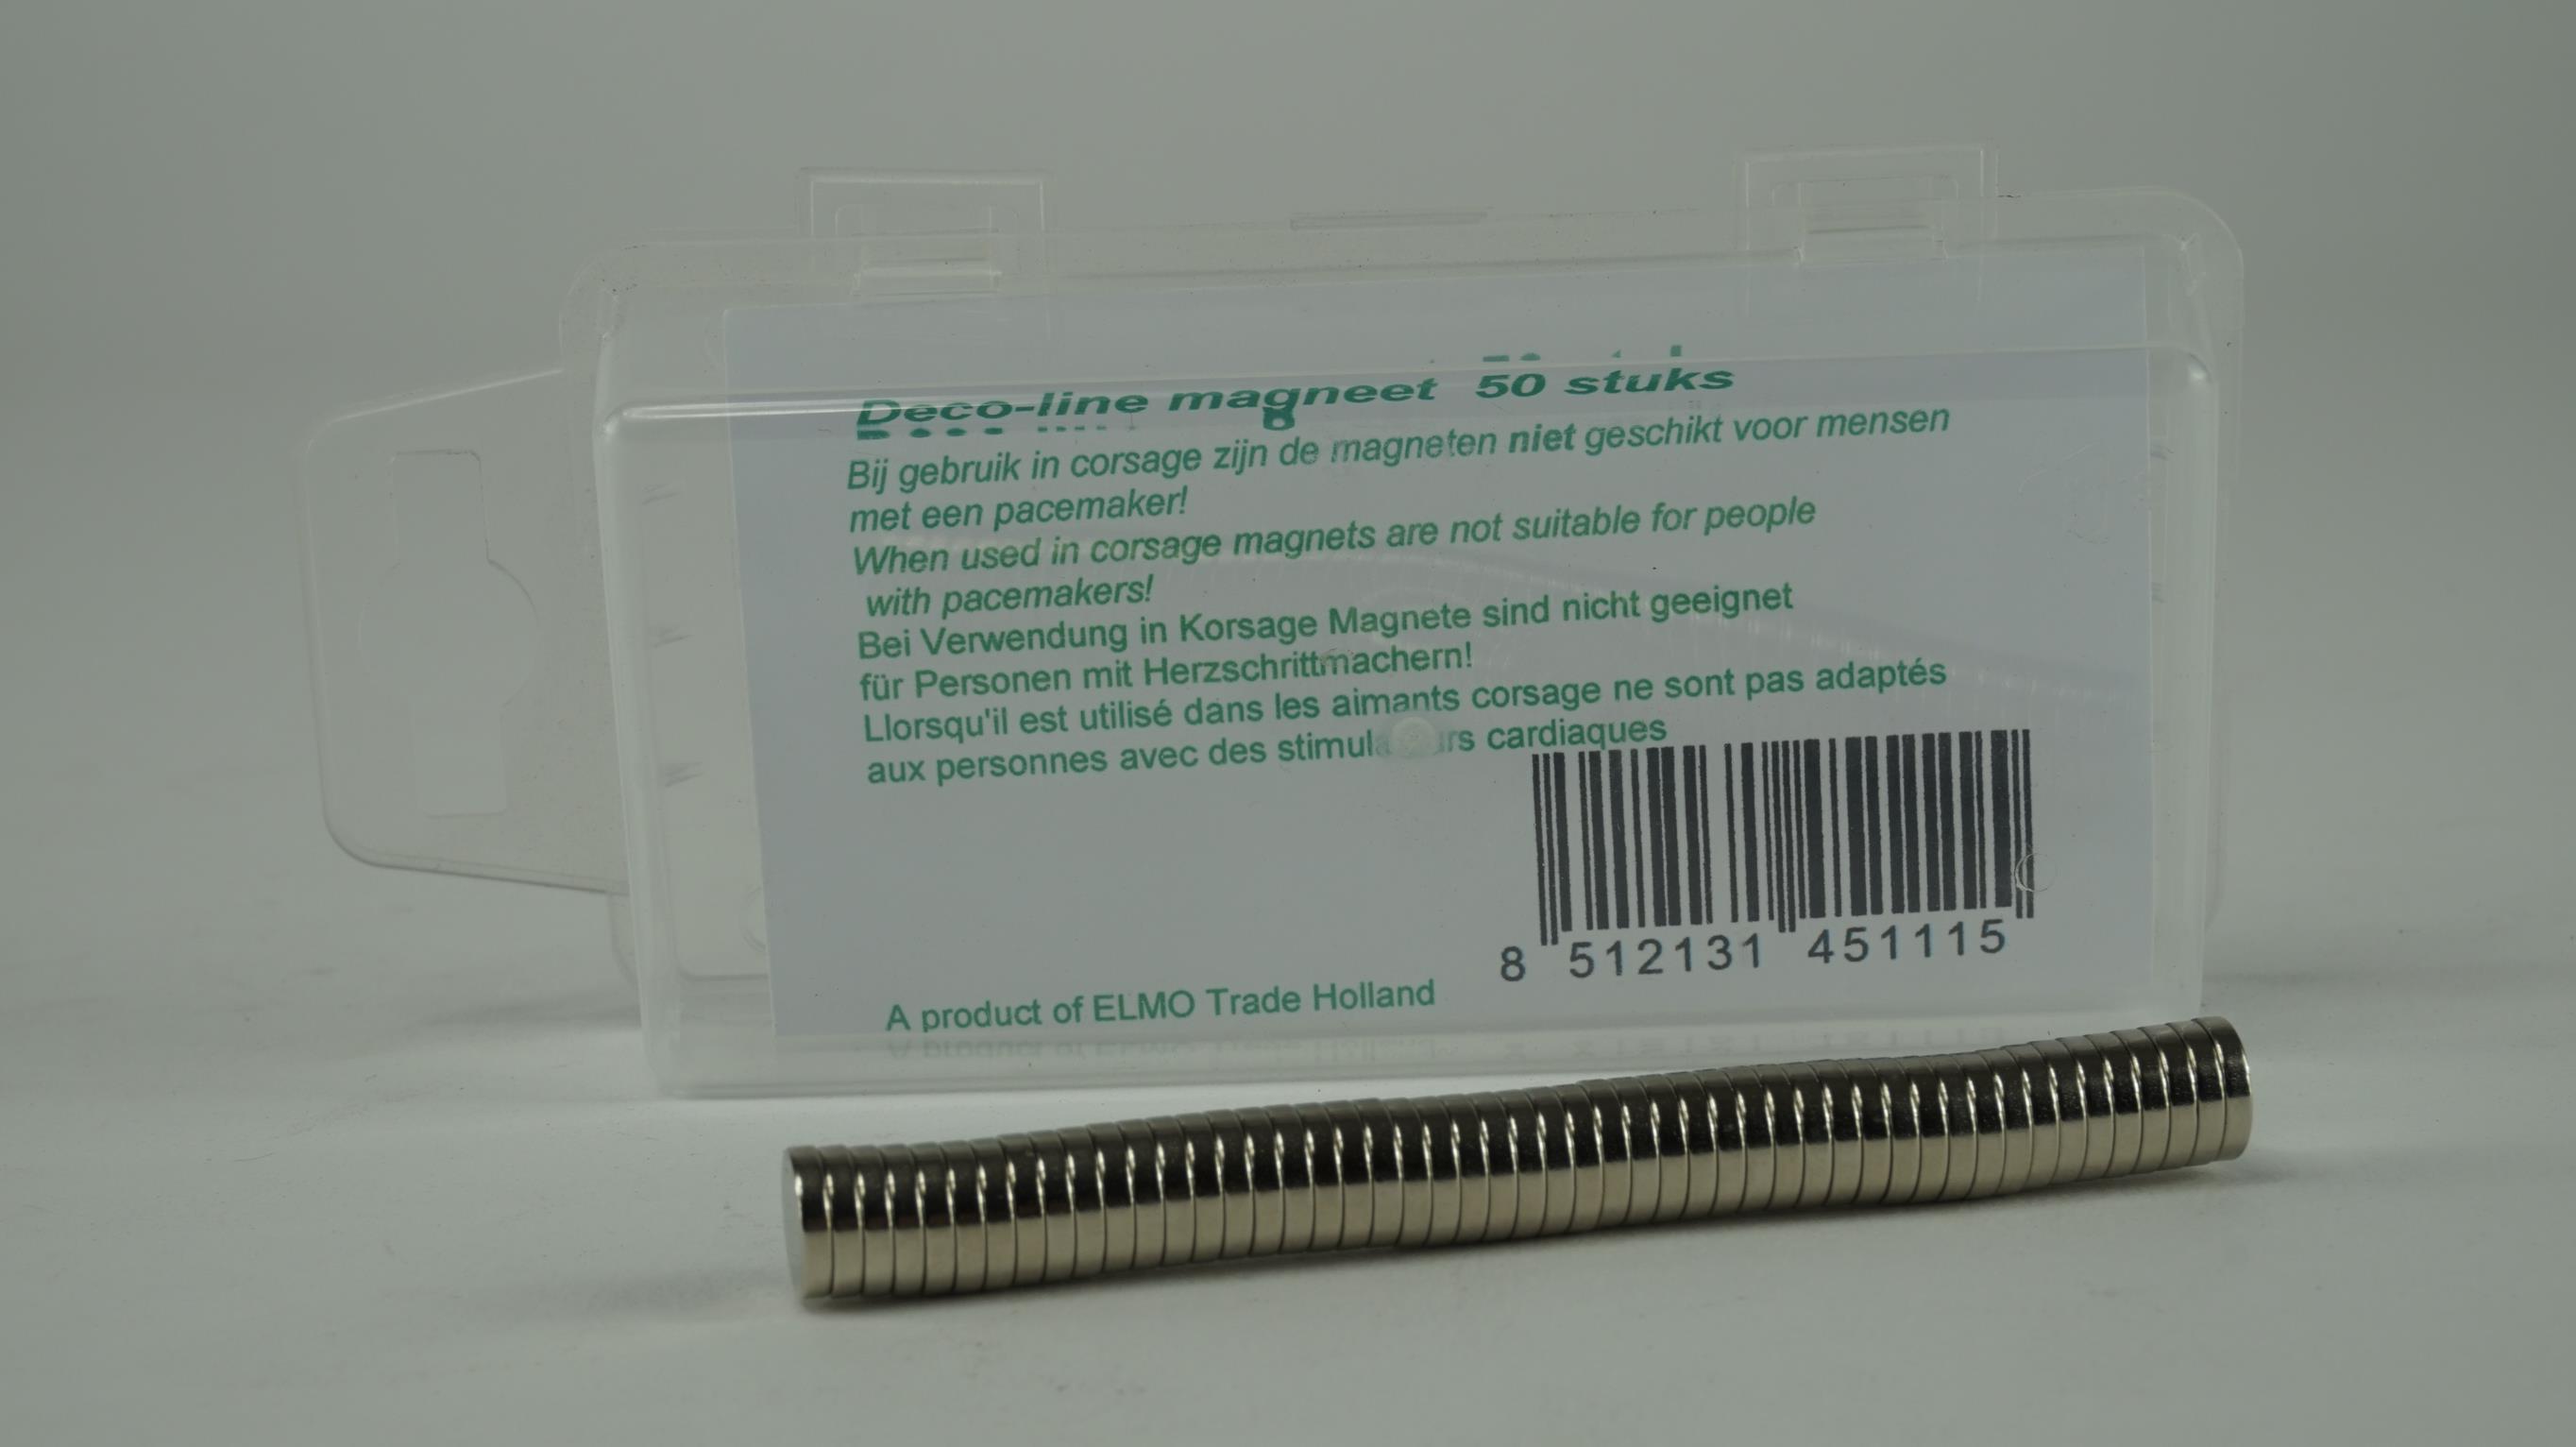 Deco-line magneet 50 stuks
Bij gebruik in corsage zijn de magneten niet geschikt voor mensen
met een pacemaker!
When used in corsage magnets are not suitable for people
with pacemakers!
Bei Verwendung in Korsage Magnete sind nicht geeignet
für Personen mit Herzschrittmachern!
Llorsqu'il est utilisé dans les aimants corsage ne sont pas adaptés
aux personnes avec des cardiaques
8 512131 451115
A product of ELMO Trade Holland